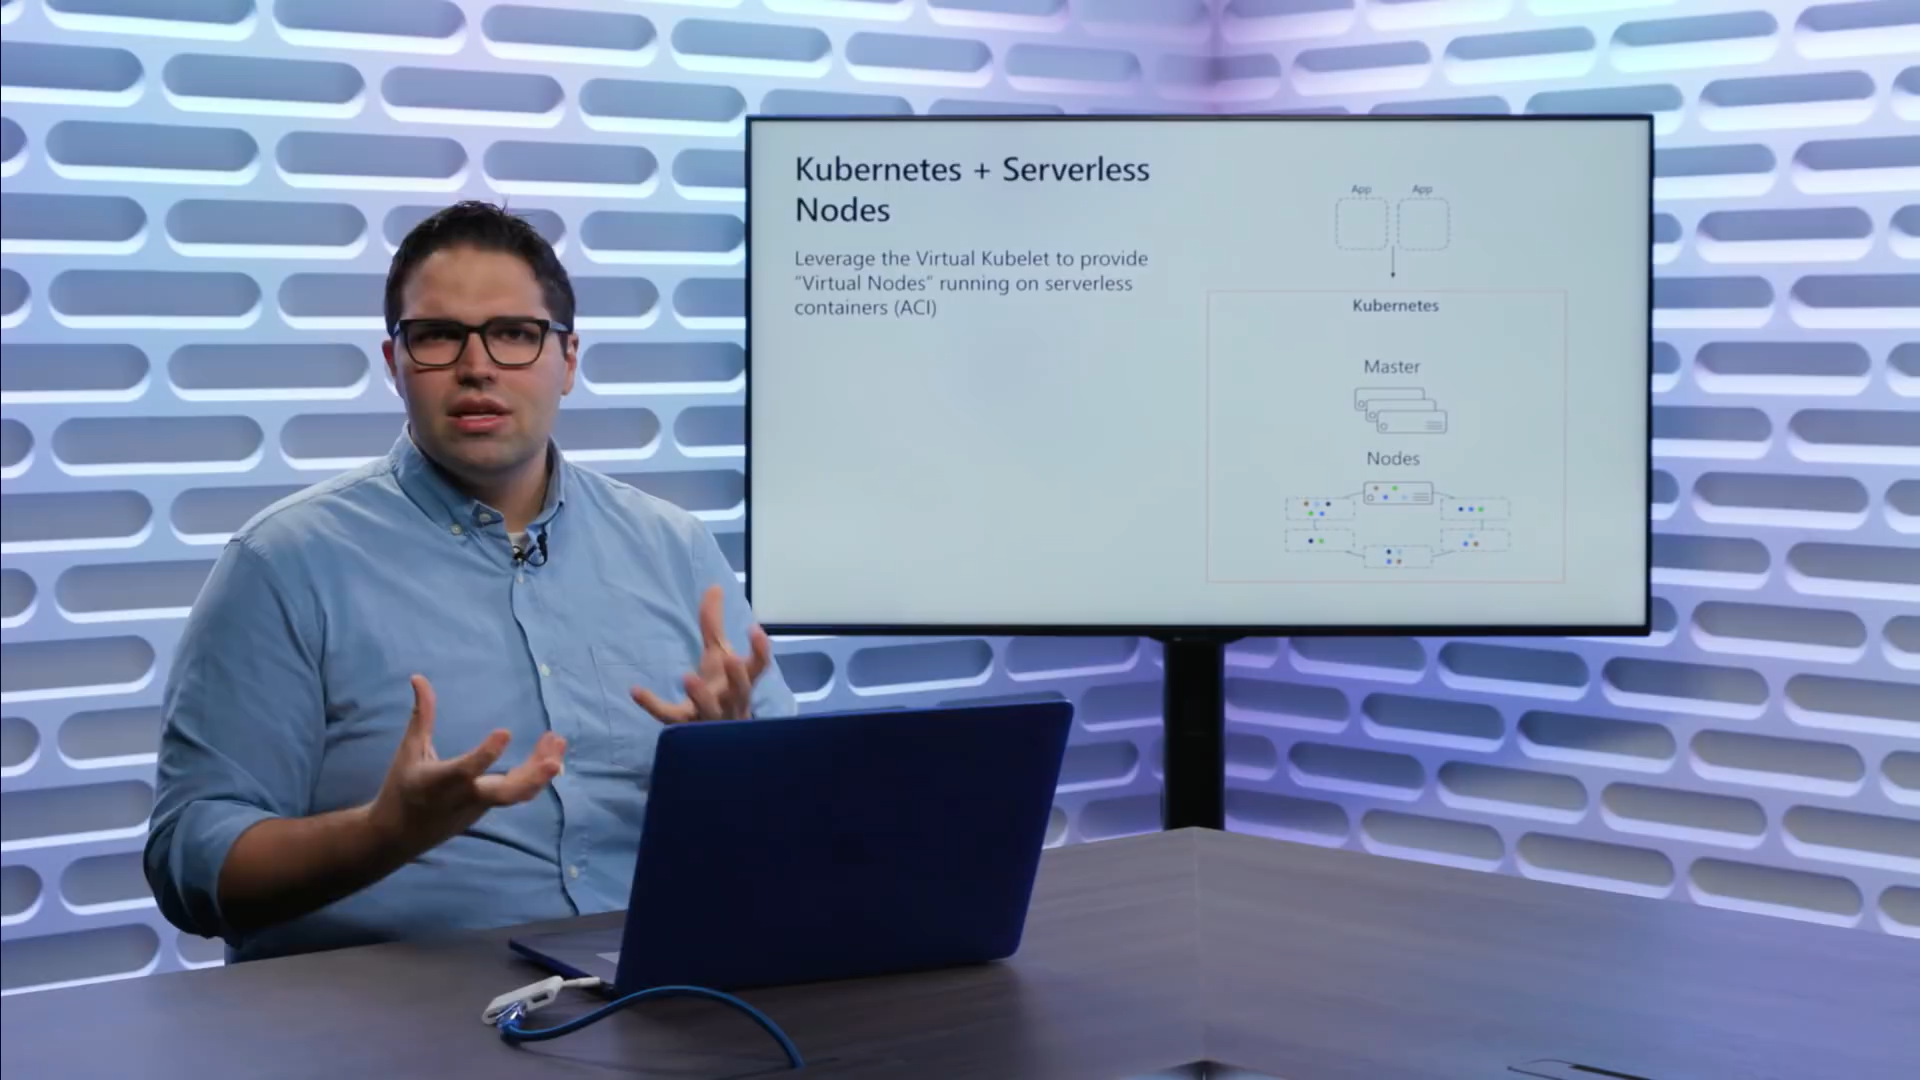 Kubernetes + Serverless
Nodes
Leverage the Virtual Kubelet to provide
“Virtual Nodes” running on serverless
containers (ACI)
App App
Kubernetes
Master
Nodes